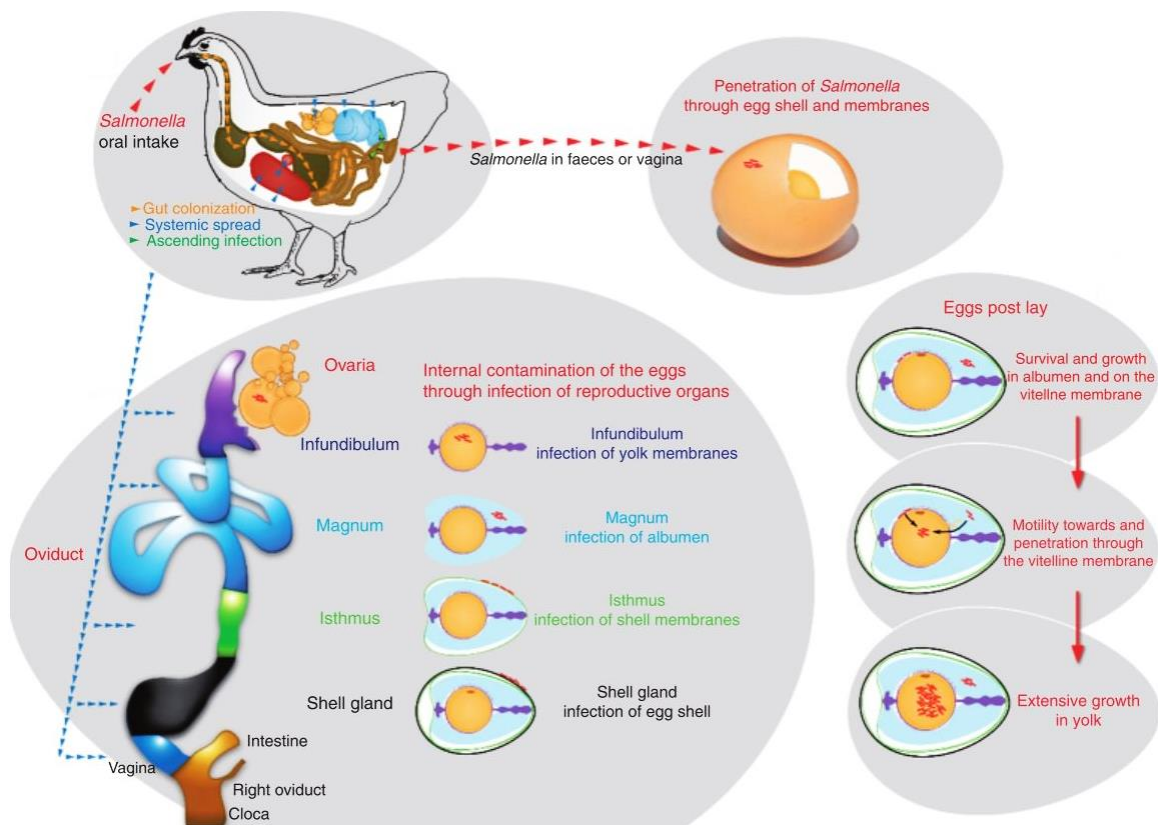 Salmonella
oral intake
Gut colonization
Systemic spread
Ascending infection
Salmonella in faeces or vagina
Penetration of Salmonella
through egg shell and membranes
Oviduct
Ovaria
Infundibulum
Magnum
Isthmus
Shell gland
Vagina
Intestine
Right oviduct
Cloca
Internal contamination of the eggs
through infection of reproductive organs
Infundibulum
infection of yolk membranes
Magnum
infection of albumen
Isthmus
infection of shell membranes
Shell gland
infection of egg shell
Eggs post lay
Survival and growth
in albumen and on the
vitellne membrane
Motility towards and
penetration through
the vitelline membrane
Extensive growth
in yolk